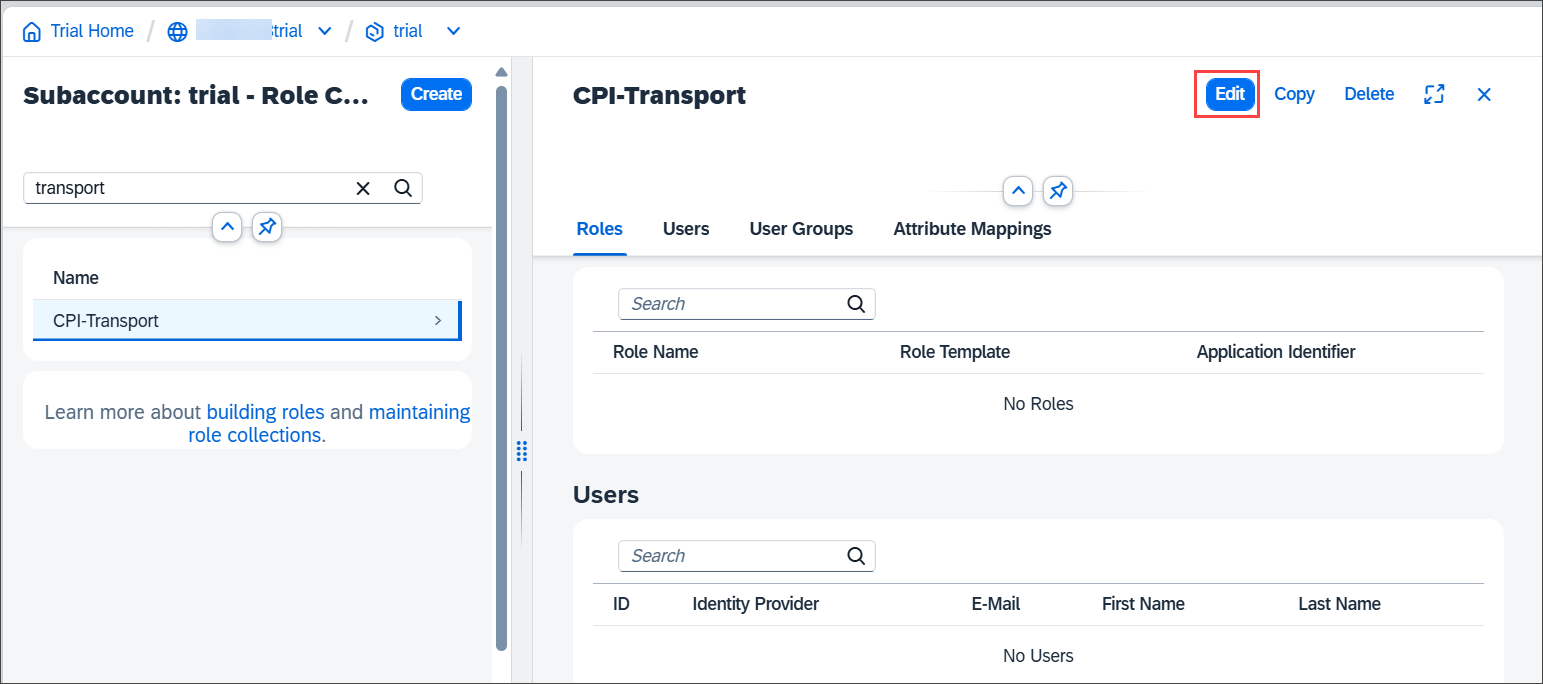 Trial Home / trial / trial
Subaccount: trial - Role C...
Create
transport
Name
CPI-Transport
Learn more about building roles and maintaining
role collections.
CPI-Transport
Edit Copy Delete
Roles Users User Groups Attribute Mappings
Search
Role Name Role Template Application Identifier
No Roles
Users
Search
ID Identity Provider E-Mail First Name Last Name
No Users